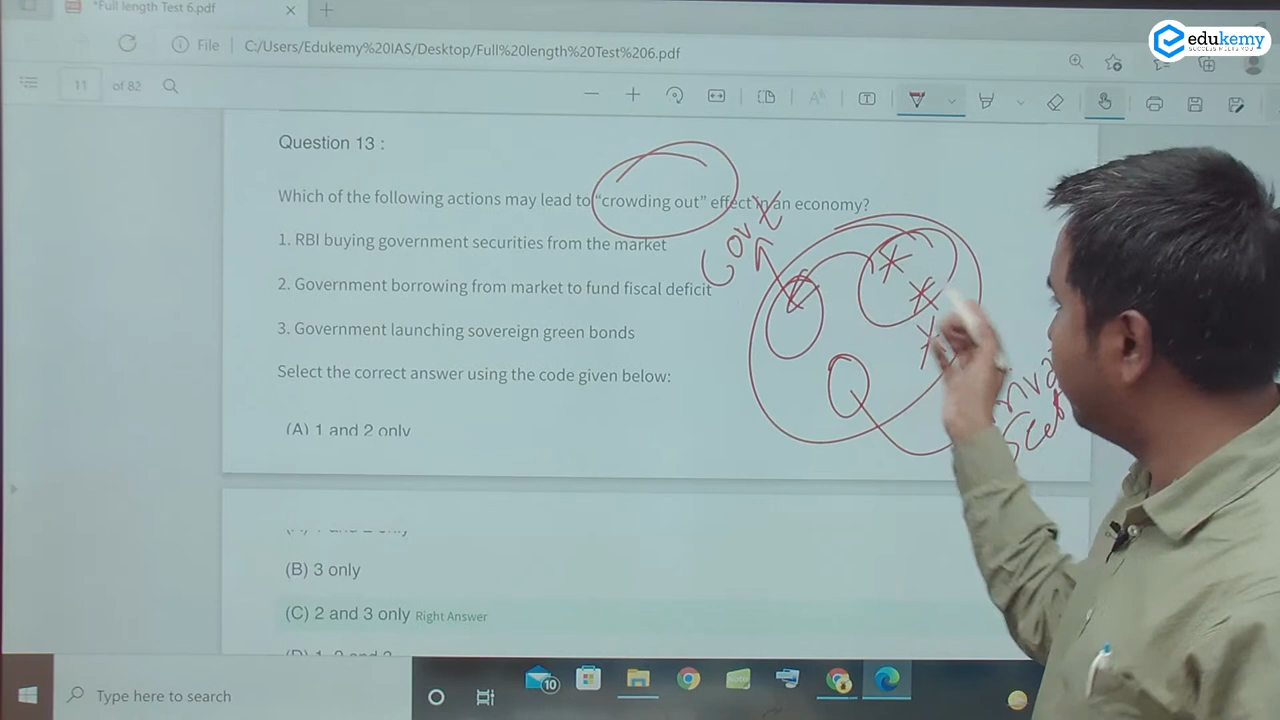 *Full length Test 6.pdf
edukemy
SUCCESS MEETS YOU
File
C:/Users/Edukemy%20IAS/Desktop/Full%20length%20Test%206.pdf
11 of 82
Question 13 :
Which of the following actions may lead to “crowding out” effect in an economy?
Govt
1. RBI buying government securities from the market
2. Government borrowing from market to fund fiscal deficit
3. Government launching sovereign green bonds
Select the correct answer using the code given below:
(A) 1 and 2 only
(B) 3 only
(C) 2 and 3 only Right Answer
Type here to search
10